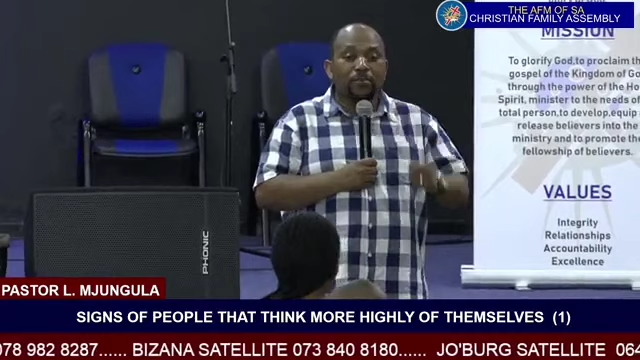 THE AFM OF SA
CHRISTIAN FAMILY ASSEMBLY
MISSION
To glorify God,to proclaim the
gospel of the Kingdom of Go
through the power of the Ho
Spirit, minister to the needs of
total person,to develop,equip a
release believers into the
ministry and to promote the
fellowship of believers.
VALUES
Integrity
Relationships
Accountability
Excellence
PHONIC
PASTOR L. MJUNGULA
SIGNS OF PEOPLE THAT THINK MORE HIGHLY OF THEMSELVES (1)
078 982 8287...... BIZANA SATELLITE 073 840 8180...... JO'BURG SATELLITE 064